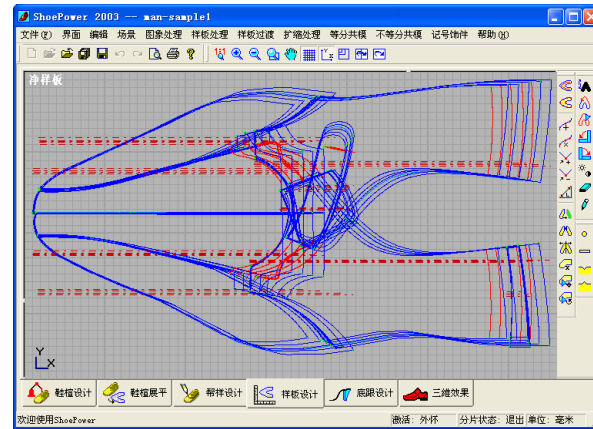 ShoePower 2003 -- man-sample1
文件(F) 界面 编辑 场景 图象处理 样板处理 样板过渡 扩缩处理 等分共模 不等分共模 记号饰件 帮助(H)
净样板
Y
X
鞋楦设计 鞋楦展平 帮样设计 样板设计 底跟设计 三维效果
欢迎使用ShoePower 激活: 外怀 分片状态: 退出 单位: 毫米